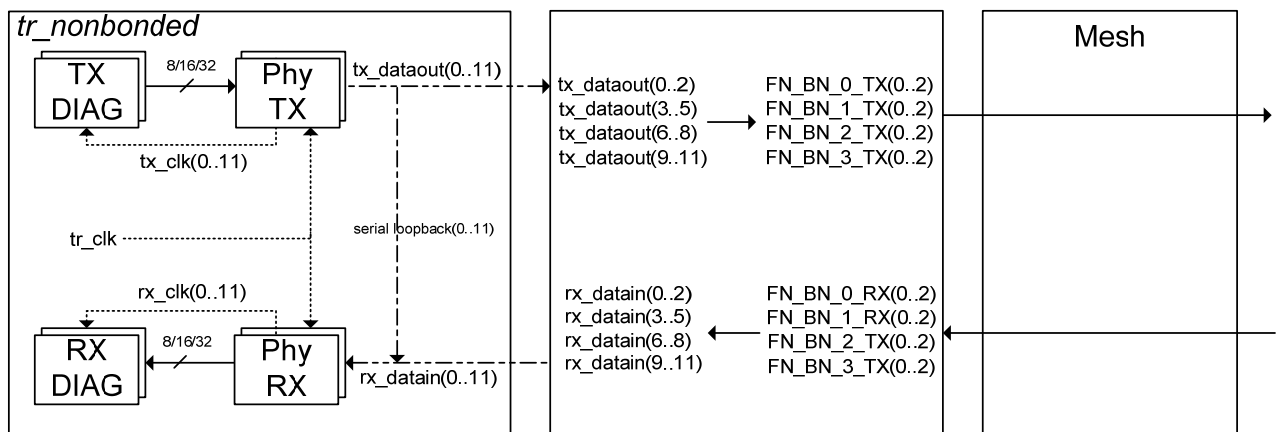 tr_nonbonded
TX
DIAG
8/16/32
Phy
TX
tx_dataout(0..11)
tx_clk(0..11)
tr_clk
serial loopback(0..11)
rx_clk(0..11)
RX
DIAG
8/16/32
Phy
RX
rx_datain(0..11)
tx_dataout(0..2)
tx_dataout(3..5)
tx_dataout(6..8)
tx_dataout(9..11)
FN_BN_0_TX(0..2)
FN_BN_1_TX(0..2)
FN_BN_2_TX(0..2)
FN_BN_3_TX(0..2)
rx_datain(0..2)
rx_datain(3..5)
rx_datain(6..8)
rx_datain(9..11)
FN_BN_0_RX(0..2)
FN_BN_1_RX(0..2)
FN_BN_2_TX(0..2)
FN_BN_3_TX(0..2)
Mesh